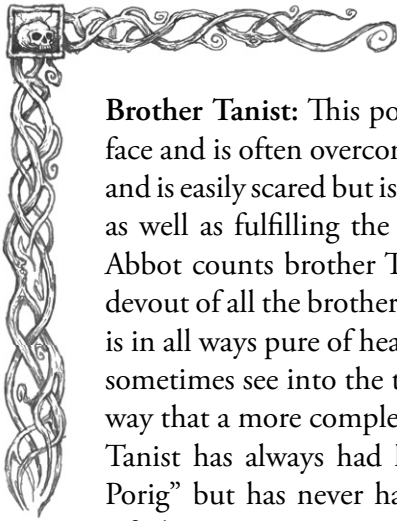 Brother Tanist: This po
face and is often overcor
and is easily scared but is
as well as fulfilling the
Abbot counts brother T
devout of all the brother
is in all ways pure of hea
sometimes see into the t
way that a more comple
Tanist has always had
Porig” but has never ha